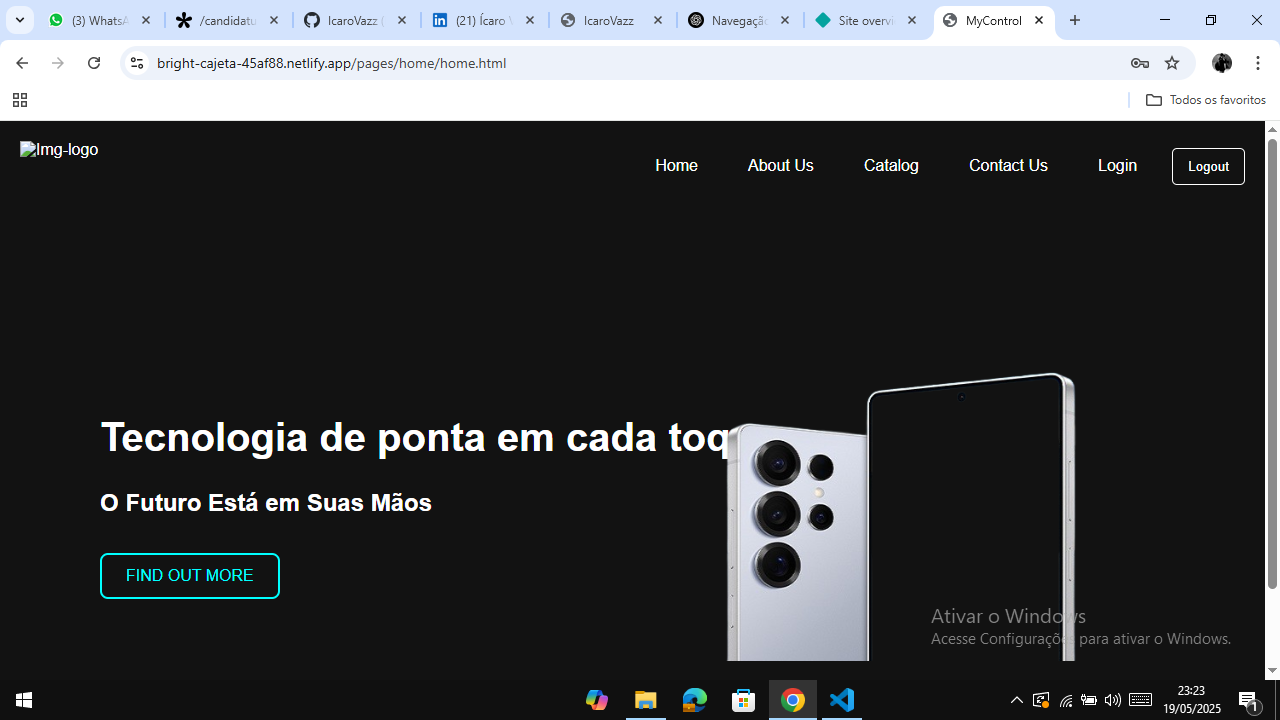 (3) WhatsA
/candidatu
IcaroVazz (
(21) Ícaro V
IcaroVazz
Navegação
Site overvi
MyControl
bright-cajeta-45af88.netlify.app/pages/home/home.html
Todos os favoritos
Img-logo
Home
About Us
Catalog
Contact Us
Login
Logout
Tecnologia de ponta em cada toq
O Futuro Está em Suas Mãos
FIND OUT MORE
Ativar o Windows
Acesse Configurações para ativar o Windows.
23:23
19/05/2025
1